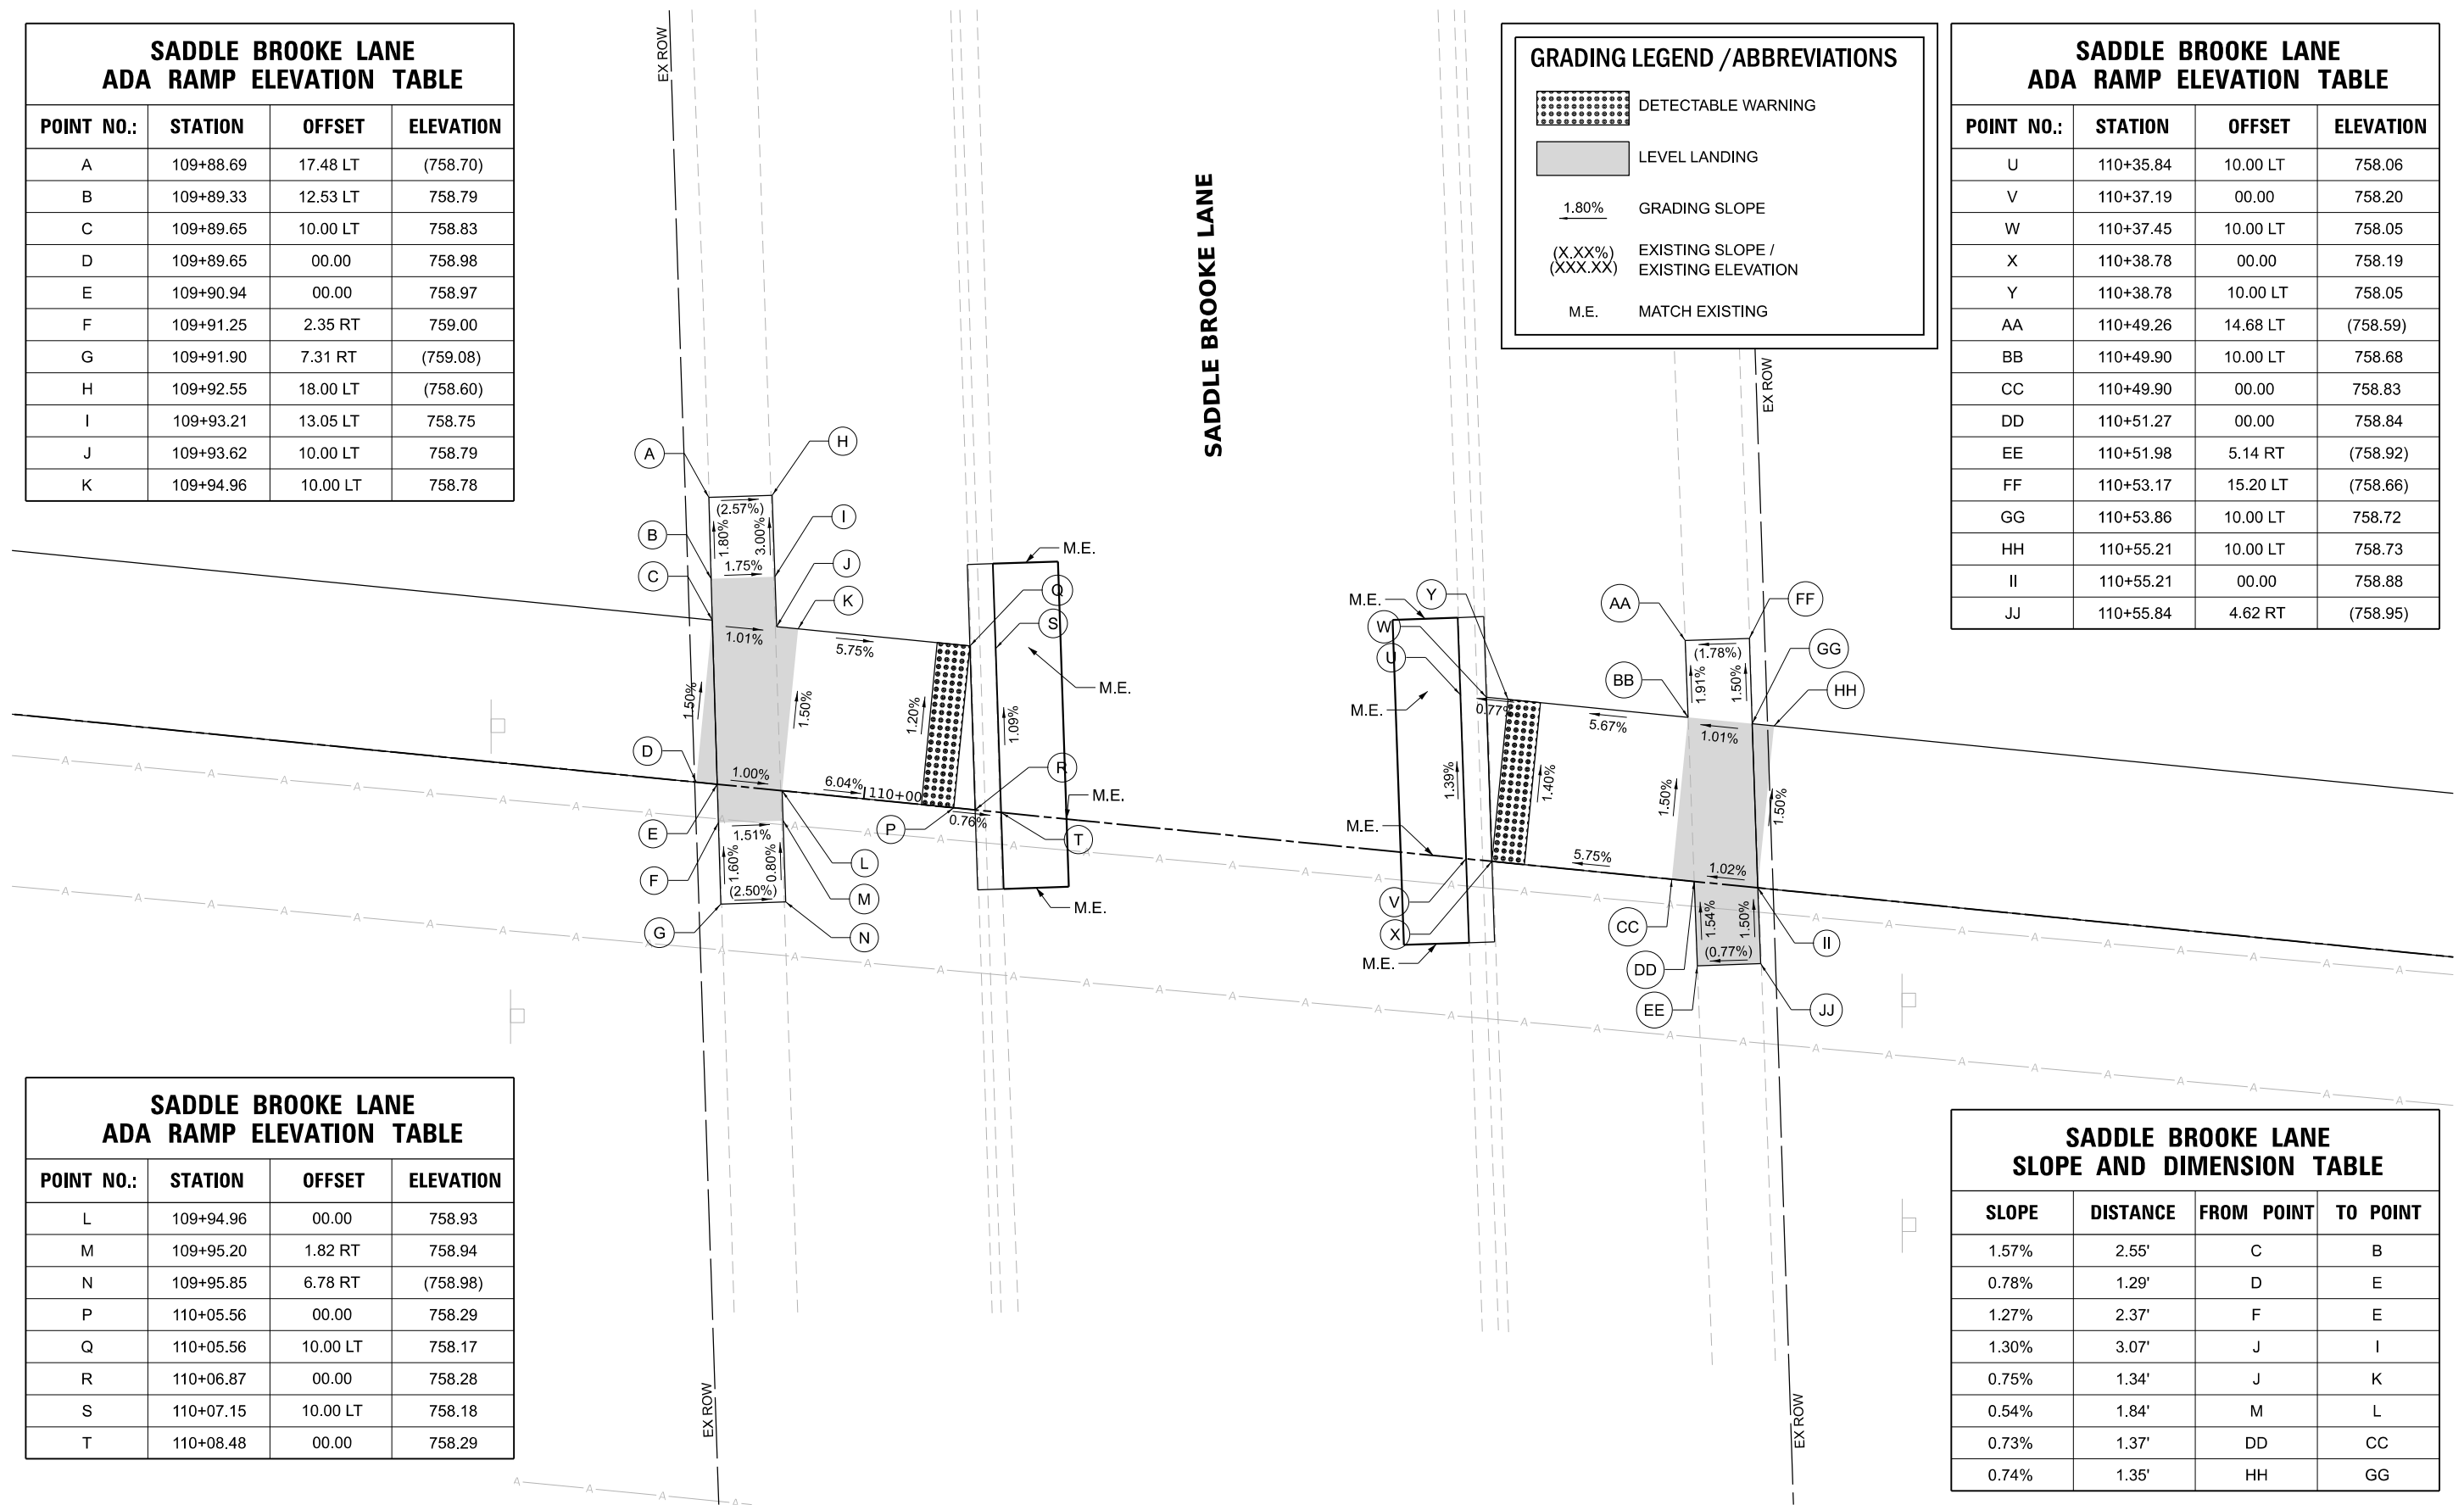 SADDLE BROOKE LANE
ADA RAMP ELEVATION TABLE
POINT NO.: STATION OFFSET ELEVATION
A 109+88.69 17.48 LT (758.70)
B 109+89.33 12.53 LT 758.79
C 109+89.65 10.00 LT 758.83
D 109+89.65 00.00 758.98
E 109+90.94 00.00 758.97
F 109+91.25 2.35 RT 759.00
G 109+91.90 7.31 RT (759.08)
H 109+92.55 18.00 LT (758.60)
I 109+93.21 13.05 LT 758.75
J 109+93.62 10.00 LT 758.79
K 109+94.96 10.00 LT 758.78
GRADING LEGEND / ABBREVIATIONS
DETECTABLE WARNING
LEVEL LANDING
1.80% GRADING SLOPE
(X.XX%) EXISTING SLOPE /
(XXX.XX) EXISTING ELEVATION
M.E. MATCH EXISTING
SADDLE BROOKE LANE
ADA RAMP ELEVATION TABLE
POINT NO.: STATION OFFSET ELEVATION
U 110+35.84 10.00 LT 758.06
V 110+37.19 00.00 758.20
W 110+37.45 10.00 LT 758.05
X 110+38.78 00.00 758.19
Y 110+38.78 10.00 LT 758.05
AA 110+49.26 14.68 LT (758.59)
BB 110+49.90 10.00 LT 758.68
CC 110+49.90 00.00 758.83
DD 110+51.27 00.00 758.84
EE 110+51.98 5.14 RT (758.92)
FF 110+53.17 15.20 LT (758.66)
GG 110+53.86 10.00 LT 758.72
HH 110+55.21 10.00 LT 758.73
II 110+55.21 00.00 758.88
JJ 110+55.84 4.62 RT (758.95)
EX ROW
SADDLE BROOKE LANE
EX ROW
A
H
B
I
C
J
K
(2.57%)
1.80%
3.00%
1.75%
1.01%
5.75%
1.50%
1.50%
1.20%
1.09%
M.E.
Q
S
M.E.
R
M.E.
T
M.E.
D
E
F
G
1.00%
6.04%
110+00
0.76%
P
1.51%
1.60%
0.80%
(2.50%)
L
M
N
M.E.
Y
W
U
M.E.
0.77%
1.39%
1.40%
M.E.
V
X
M.E.
AA
FF
BB
GG
HH
(1.78%)
1.91%
1.50%
5.67%
1.01%
1.50%
1.50%
5.75%
1.02%
1.54%
1.50%
(0.77%)
CC
DD
EE
II
JJ
A A A A A A A A A A
EX ROW
EX ROW
SADDLE BROOKE LANE
ADA RAMP ELEVATION TABLE
POINT NO.: STATION OFFSET ELEVATION
L 109+94.96 00.00 758.93
M 109+95.20 1.82 RT 758.94
N 109+95.85 6.78 RT (758.98)
P 110+05.56 00.00 758.29
Q 110+05.56 10.00 LT 758.17
R 110+06.87 00.00 758.28
S 110+07.15 10.00 LT 758.18
T 110+08.48 00.00 758.29
SADDLE BROOKE LANE
SLOPE AND DIMENSION TABLE
SLOPE DISTANCE FROM POINT TO POINT
1.57% 2.55' C B
0.78% 1.29' D E
1.27% 2.37' F E
1.30% 3.07' J I
0.75% 1.34' J K
0.54% 1.84' M L
0.73% 1.37' DD CC
0.74% 1.35' HH GG